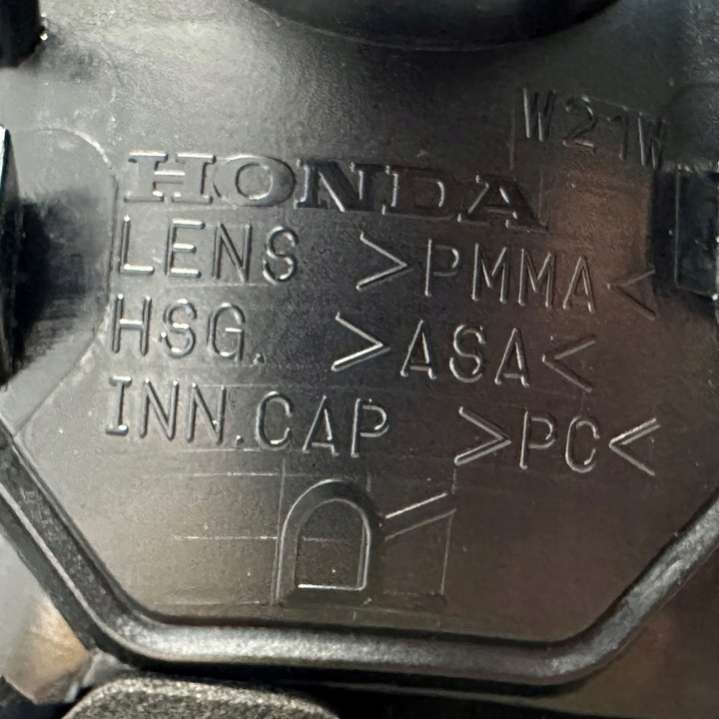 W21W
HONDA
LENS >PMMA<
HSG. >ASA<
INN.CAP >PC<
R